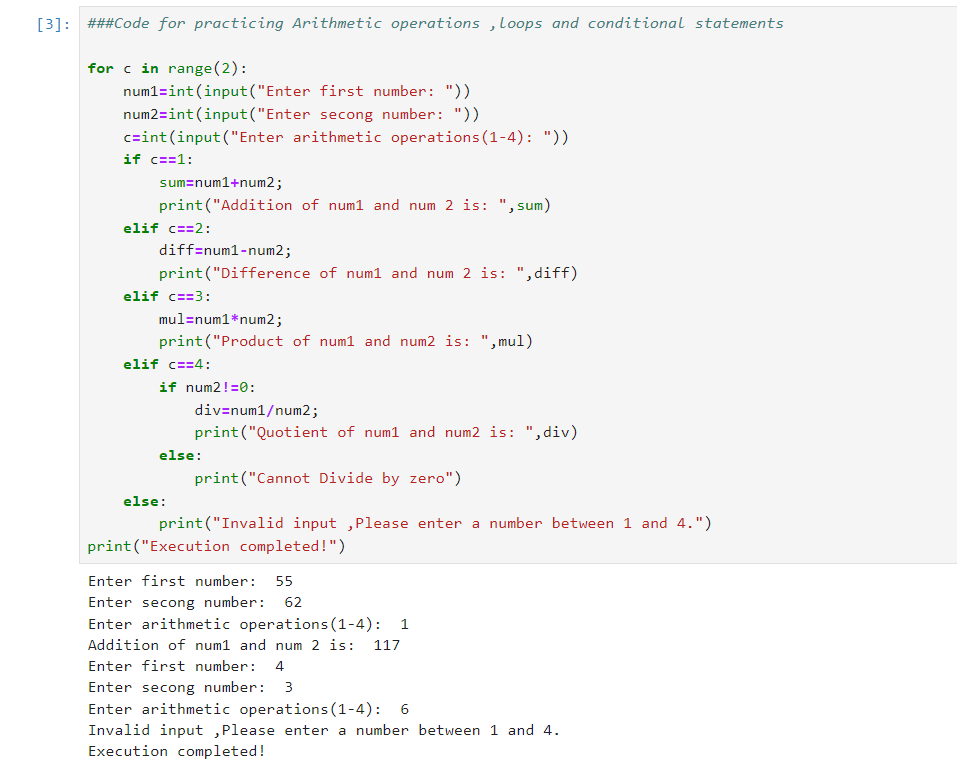 [3]: ###Code for practicing Arithmetic operations ,loops and conditional statements
for c in range(2):
    num1=int(input("Enter first number: "))
    num2=int(input("Enter secong number: "))
    c=int(input("Enter arithmetic operations(1-4): "))
    if c==1:
        sum=num1+num2;
        print("Addition of num1 and num 2 is: ",sum)
    elif c==2:
        diff=num1-num2;
        print("Difference of num1 and num 2 is: ",diff)
    elif c==3:
        mul=num1*num2;
        print("Product of num1 and num2 is: ",mul)
    elif c==4:
        if num2!=0:
            div=num1/num2;
            print("Quotient of num1 and num2 is: ",div)
        else:
            print("Cannot Divide by zero")
    else:
        print("Invalid input ,Please enter a number between 1 and 4.")
print("Execution completed!")
Enter first number:  55
Enter secong number:  62
Enter arithmetic operations(1-4):  1
Addition of num1 and num 2 is:  117
Enter first number:  4
Enter secong number:  3
Enter arithmetic operations(1-4):  6
Invalid input ,Please enter a number between 1 and 4.
Execution completed!